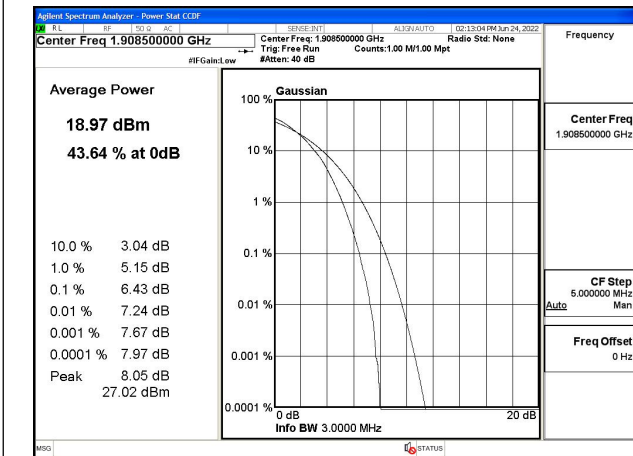 Agilent Spectrum Analyzer - Power Stat CCDF
RL RF 50 Ω AC SENSE:INT ALIGNAUTO 02:13:04 PM Jun 24, 2022
Center Freq 1.908500000 GHz
Center Freq: 1.908500000 GHz Radio Std: None
Trig: Free Run Counts:1.00 M/1.00 Mpt
#IFGain:Low #Atten: 40 dB
Frequency
Average Power
18.97 dBm
43.64 % at 0dB
10.0 % 3.04 dB
1.0 % 5.15 dB
0.1 % 6.43 dB
0.01 % 7.24 dB
0.001 % 7.67 dB
0.0001 % 7.97 dB
Peak 8.05 dB
27.02 dBm
Gaussian
100 %
10 %
1 %
0.1 %
0.01 %
0.001 %
0.0001 %
0 dB 20 dB
Info BW 3.0000 MHz
Center Freq
1.908500000 GHz
CF Step
5.000000 MHz
Auto Man
Freq Offset
0 Hz
MSG STATUS